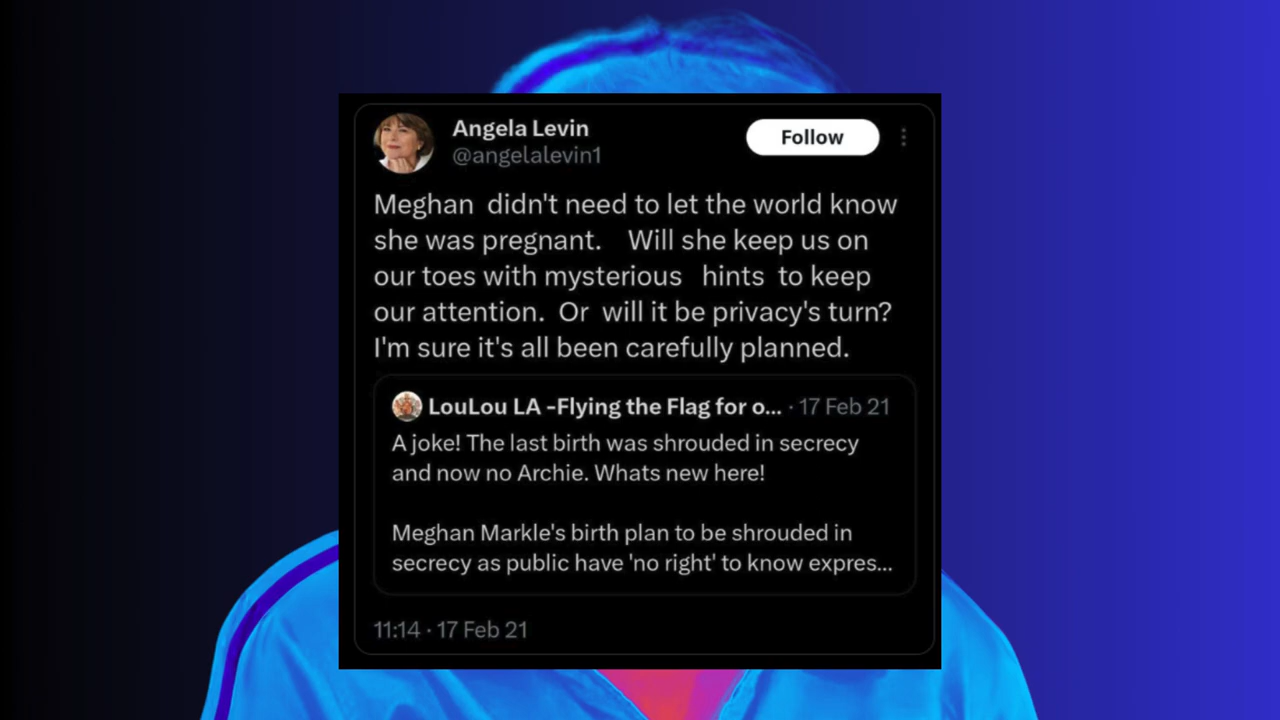 Angela Levin
Follow
@angelalevin1
Meghan didn't need to let the world know
she was pregnant. Will she keep us on
our toes with mysterious hints to keep
our attention. Or will it be privacy's turn?
I'm sure it's all been carefully planned.
LouLou LA -Flying the Flag for o... · 17 Feb 21
A joke! The last birth was shrouded in secrecy
and now no Archie. Whats new here!
Meghan Markle's birth plan to be shrouded in
secrecy as public have 'no right' to know expres...
11:14 · 17 Feb 21